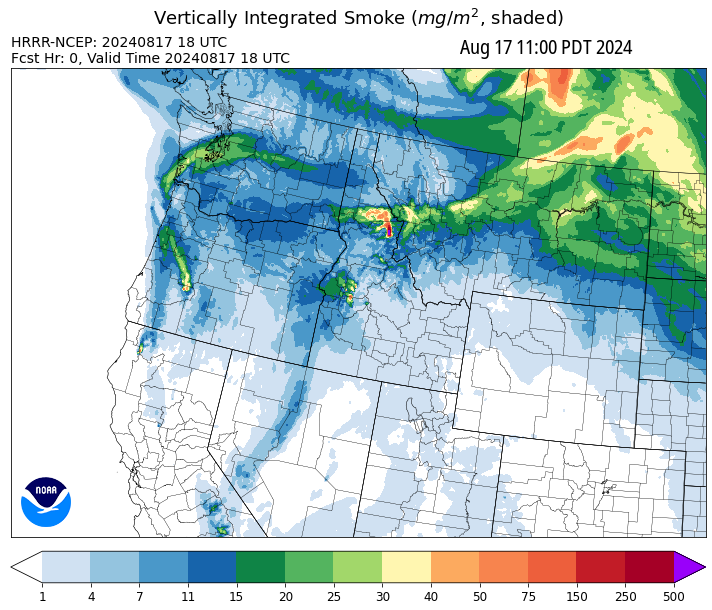 Vertically Integrated Smoke (mg/m², shaded)
HRRR-NCEP: 20240817 18 UTC
Fcst Hr: 0, Valid Time 20240817 18 UTC
Aug 17 11:00 PDT 2024
NOAA
1 4 7 11 15 20 25 30 40 50 75 150 250 500